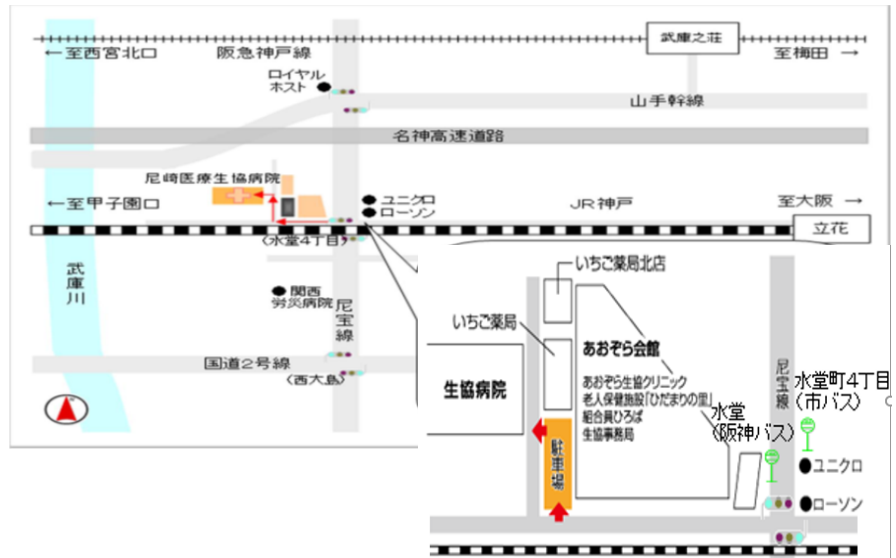 武庫之荘
←至西宮北口
阪急神戸線
至梅田 →
ロイヤル
ホスト
山手幹線
名神高速道路
尼崎医療生協病院
←至甲子園口
ユニクロ
ローソン
JR神戸
至大阪 →
立花
(水堂4丁目)
武庫川
関西
労災病院
尼宝線
国道2号線
(西大島)
いちご薬局北店
いちご薬局
あおぞら会館
生協病院
あおぞら生協クリニック
老人保健施設「ひだまりの里」
組合員ひろば
生協事務局
駐車場
尼宝線
水堂町4丁目
(市バス)
水堂
(阪神バス)
ユニクロ
ローソン